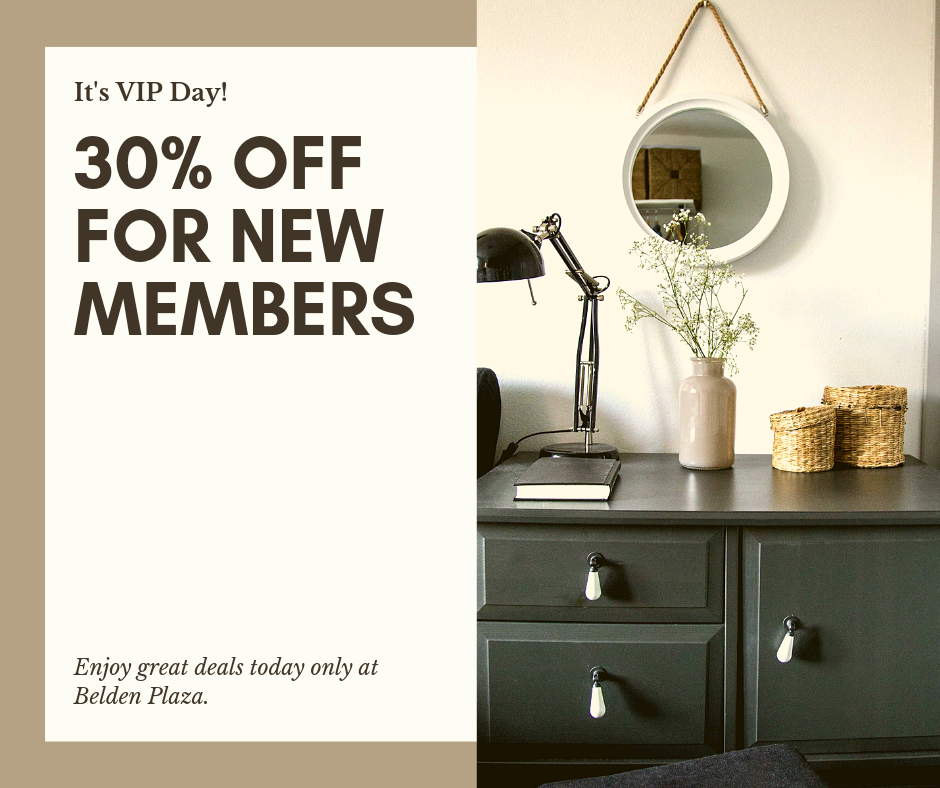 It's VIP Day!
30% OFF
FOR NEW
MEMBERS
Enjoy great deals today only at
Belden Plaza.